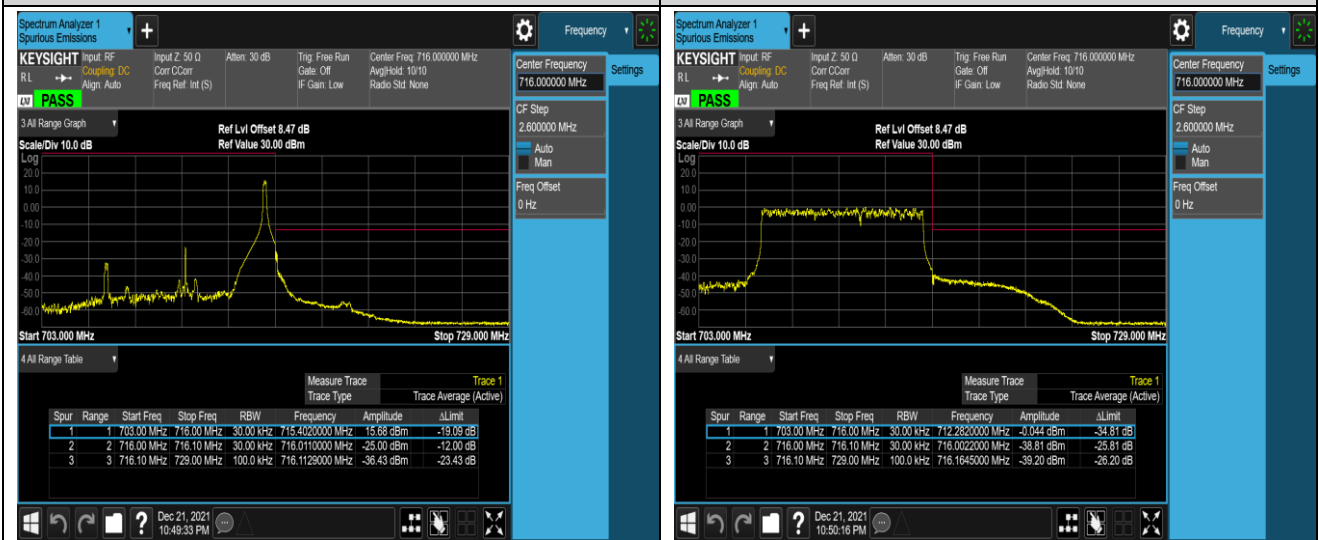 Spectrum Analyzer 1
Spurious Emissions
+
Frequency
KEYSIGHT
RL
Input: RF
Coupling: DC
Align: Auto
Input Z: 50 Ω
Corr CCorr
Freq Ref: Int (S)
Atten: 30 dB
Trig: Free Run
Gate: Off
IF Gain: Low
Center Freq: 716.000000 MHz
Avg|Hold: 10/10
Radio Std: None
LXI PASS
Center Frequency
716.000000 MHz
Settings
CF Step
2.600000 MHz
Auto
Man
Freq Offset
0 Hz
3 All Range Graph
Ref Lvl Offset 8.47 dB
Scale/Div 10.0 dB Ref Value 30.00 dBm
Log
20.0
10.0
0.00
-10.0
-20.0
-30.0
-40.0
-50.0
-60.0
Start 703.000 MHz Stop 729.000 MHz
4 All Range Table
Measure Trace Trace 1
Trace Type Trace Average (Active)
Spur Range Start Freq Stop Freq RBW Frequency Amplitude ΔLimit
1 1 703.00 MHz 716.00 MHz 30.00 kHz 715.4020000 MHz 15.68 dBm -19.09 dB
2 2 716.00 MHz 716.10 MHz 30.00 kHz 716.0110000 MHz -25.00 dBm -12.00 dB
3 3 716.10 MHz 729.00 MHz 100.0 kHz 716.1129000 MHz -36.43 dBm -23.43 dB
?
Dec 21, 2021
10:49:33 PM
Spectrum Analyzer 1
Spurious Emissions
+
Frequency
KEYSIGHT
RL
Input: RF
Coupling: DC
Align: Auto
Input Z: 50 Ω
Corr CCorr
Freq Ref: Int (S)
Atten: 30 dB
Trig: Free Run
Gate: Off
IF Gain: Low
Center Freq: 716.000000 MHz
Avg|Hold: 10/10
Radio Std: None
LXI PASS
Center Frequency
716.000000 MHz
Settings
CF Step
2.600000 MHz
Auto
Man
Freq Offset
0 Hz
3 All Range Graph
Ref Lvl Offset 8.47 dB
Scale/Div 10.0 dB Ref Value 30.00 dBm
Log
20.0
10.0
0.00
-10.0
-20.0
-30.0
-40.0
-50.0
-60.0
Start 703.000 MHz Stop 729.000 MHz
4 All Range Table
Measure Trace Trace 1
Trace Type Trace Average (Active)
Spur Range Start Freq Stop Freq RBW Frequency Amplitude ΔLimit
1 1 703.00 MHz 716.00 MHz 30.00 kHz 712.2820000 MHz -0.044 dBm -34.81 dB
2 2 716.00 MHz 716.10 MHz 30.00 kHz 716.0022000 MHz -38.81 dBm -25.81 dB
3 3 716.10 MHz 729.00 MHz 100.0 kHz 716.1645000 MHz -39.20 dBm -26.20 dB
?
Dec 21, 2021
10:50:16 PM